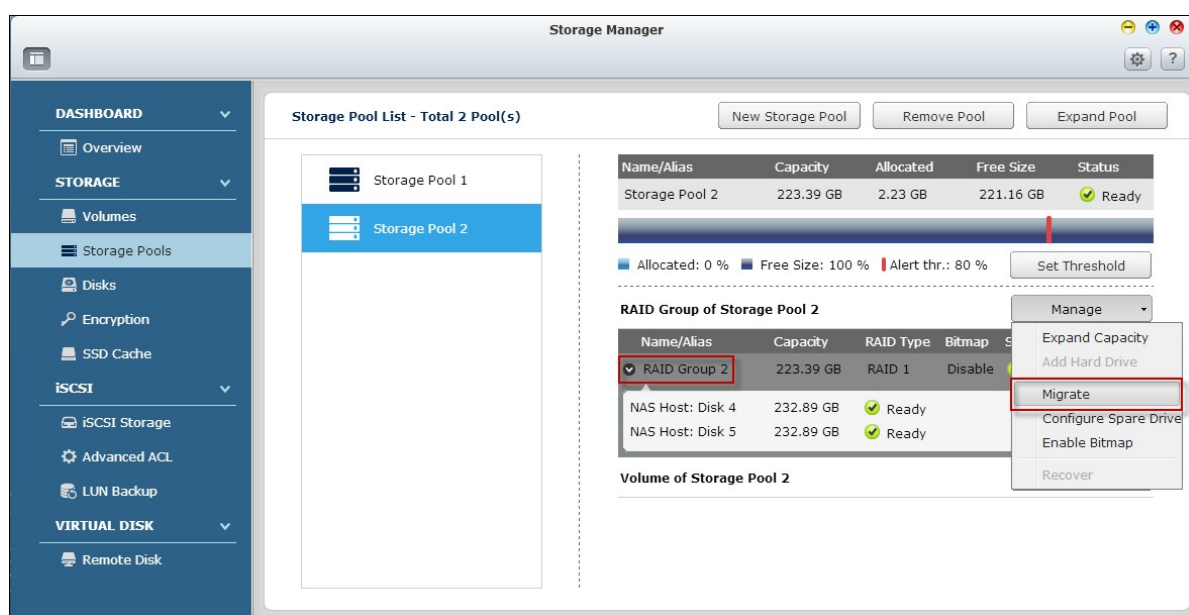 Storage Manager
?
DASHBOARD
Overview
STORAGE
Volumes
Storage Pools
Disks
Encryption
SSD Cache
iSCSI
iSCSI Storage
Advanced ACL
LUN Backup
VIRTUAL DISK
Remote Disk
Storage Pool List - Total 2 Pool(s)
New Storage Pool
Remove Pool
Expand Pool
Storage Pool 1
Storage Pool 2
Name/Alias Capacity Allocated Free Size Status
Storage Pool 2 223.39 GB 2.23 GB 221.16 GB Ready
Allocated: 0 % Free Size: 100 % Alert thr.: 80 %
Set Threshold
RAID Group of Storage Pool 2
Manage
Name/Alias Capacity RAID Type Bitmap S
RAID Group 2 223.39 GB RAID 1 Disable
NAS Host: Disk 4 232.89 GB Ready
NAS Host: Disk 5 232.89 GB Ready
Expand Capacity
Add Hard Drive
Migrate
Configure Spare Drive
Enable Bitmap
Recover
Volume of Storage Pool 2